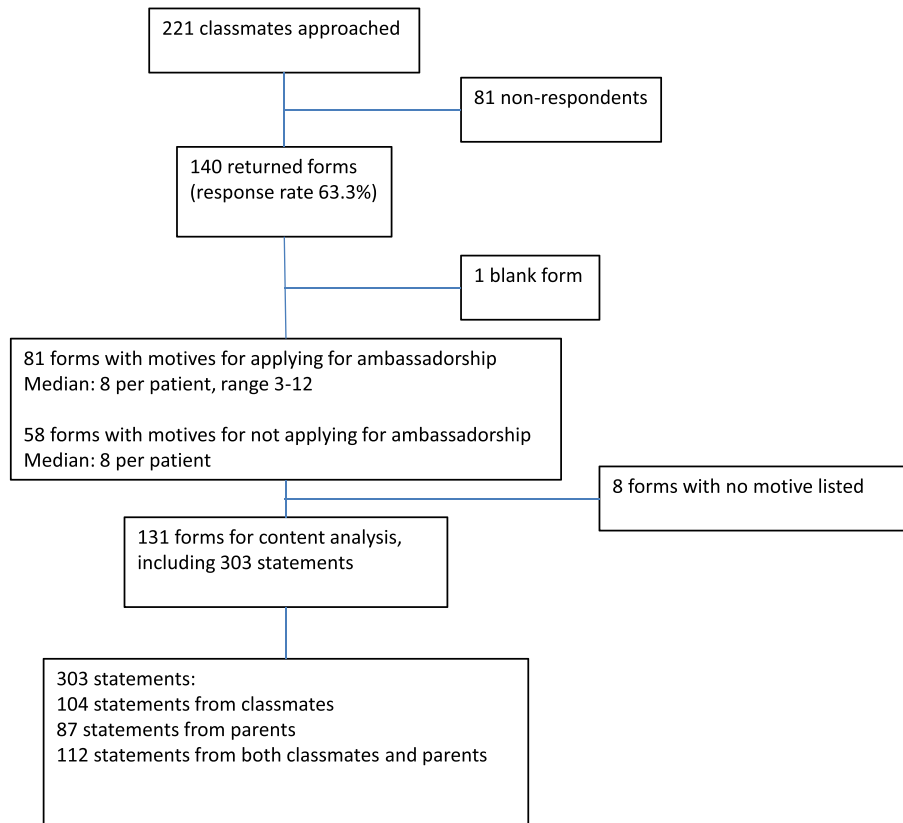 221 classmates approached
81 non-respondents
140 returned forms
(response rate 63.3%)
1 blank form
81 forms with motives for applying for ambassadorship
Median: 8 per patient, range 3-12
58 forms with motives for not applying for ambassadorship
Median: 8 per patient
8 forms with no motive listed
131 forms for content analysis,
including 303 statements
303 statements:
104 statements from classmates
87 statements from parents
112 statements from both classmates and parents